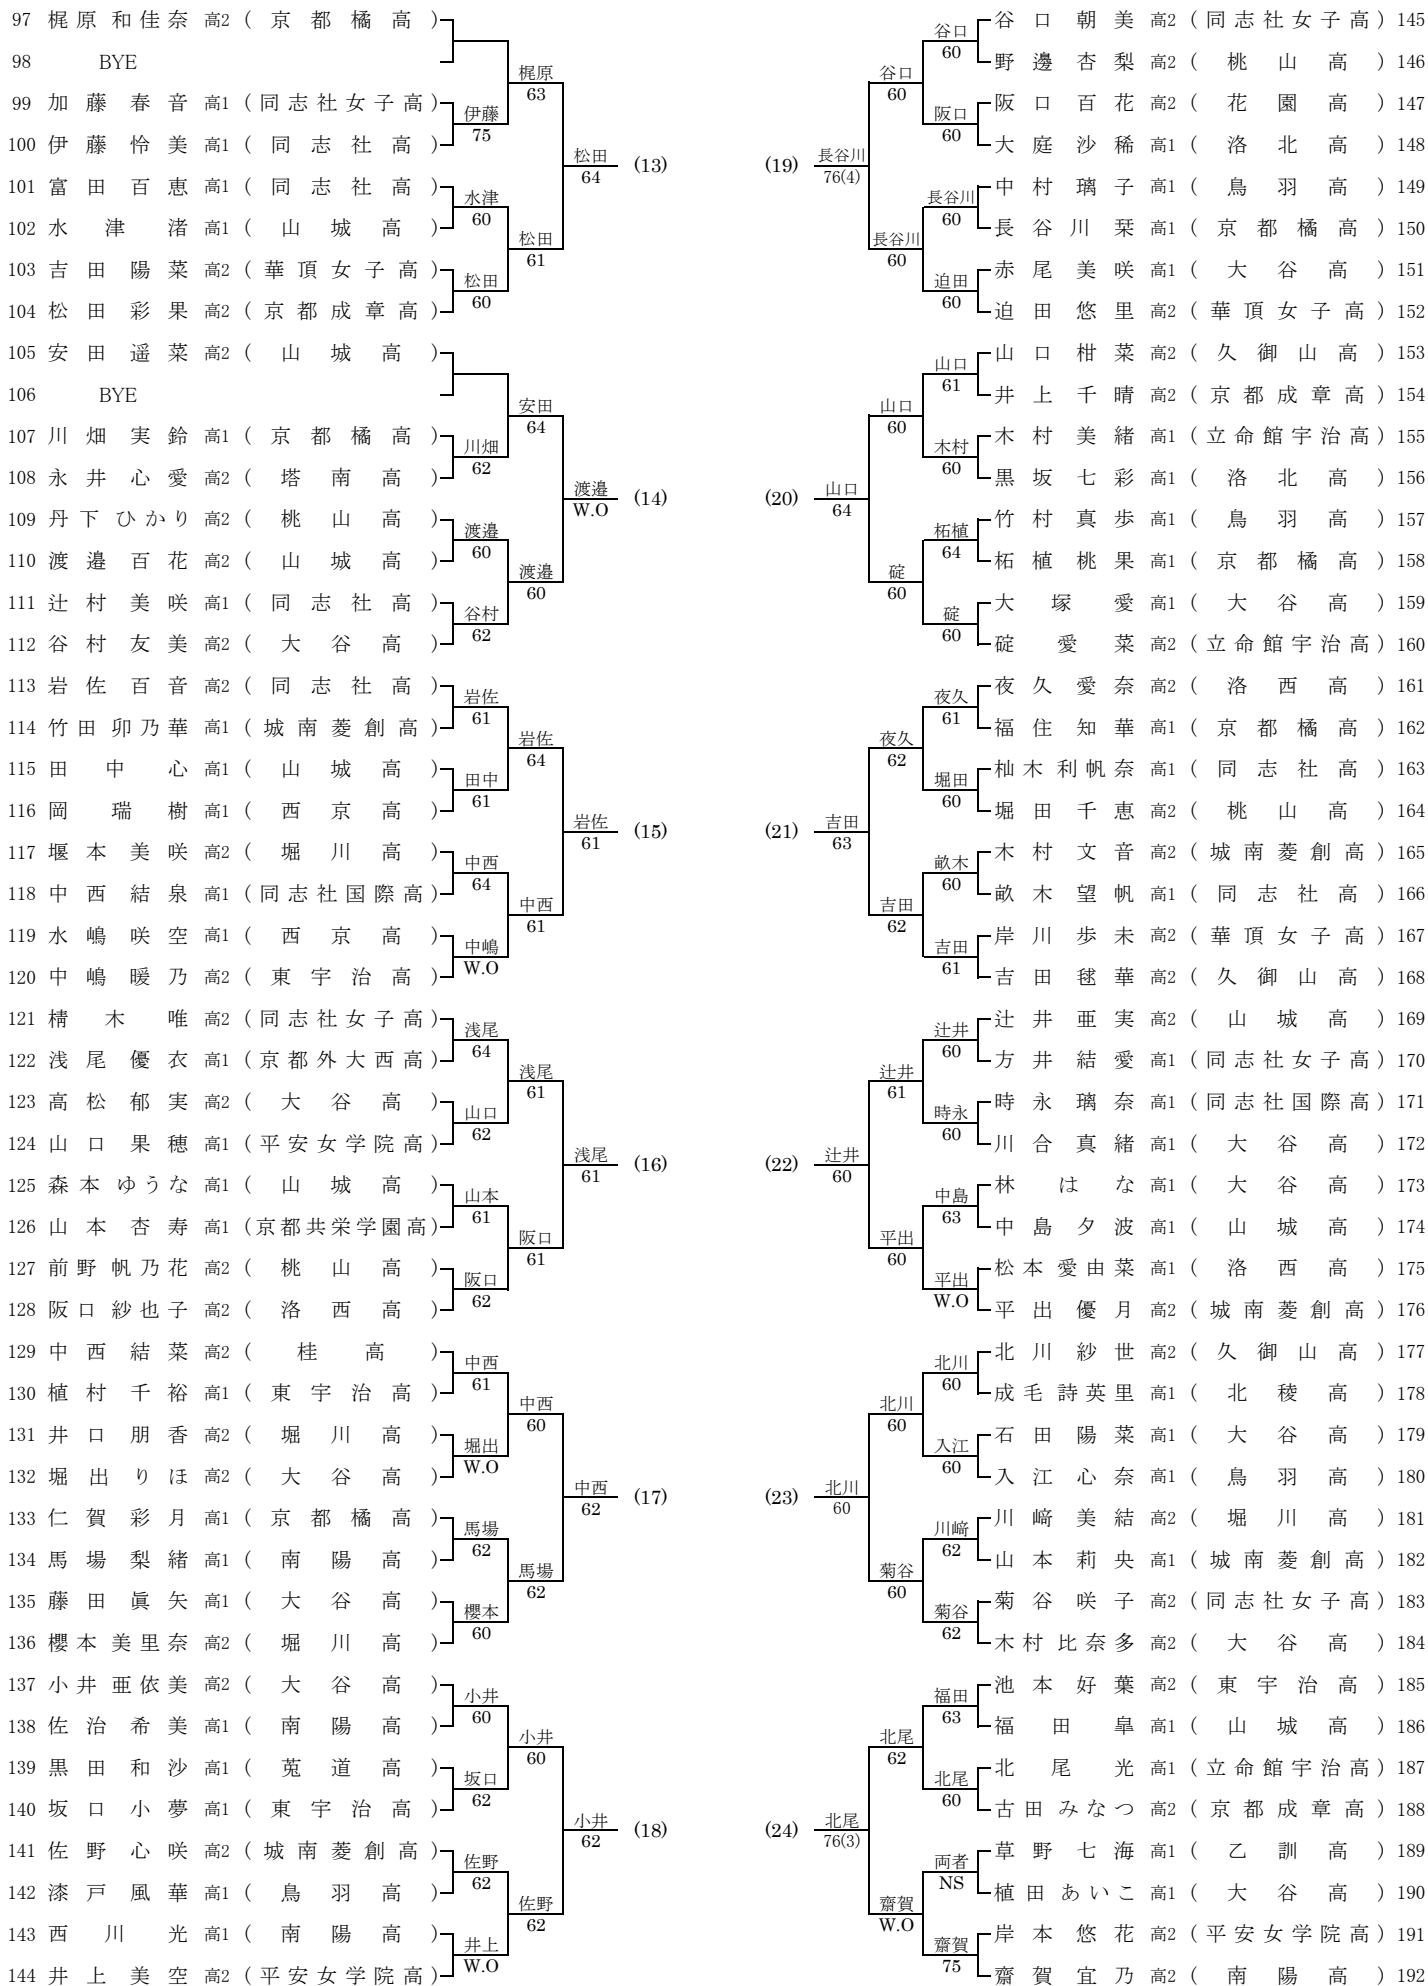 97 梶原和佳奈 高2 ( 京都橘高 )
98 BYE
99 加藤春音 高1 (同志社女子高)
100 伊藤怜美 高1 ( 同志社高 )
101 富田百恵 高1 ( 同志社高 )
102 水津渚 高1 ( 山城高 )
103 吉田陽菜 高2 ( 華頂女子高 )
104 松田彩果 高2 ( 京都成章高 )
105 安田遥菜 高2 ( 山城高 )
106 BYE
107 川畑実鈴 高1 ( 京都橘高 )
108 永井心愛 高2 ( 塔南高 )
109 丹下ひかり 高2 ( 桃山高 )
110 渡邉百花 高2 ( 山城高 )
111 辻村美咲 高1 ( 同志社高 )
112 谷村友美 高2 ( 大谷高 )
113 岩佐百音 高2 ( 同志社高 )
114 竹田卯乃華 高1 ( 城南菱創高 )
115 田中心 高1 ( 山城高 )
116 岡瑞樹 高1 ( 西京高 )
117 堰本美咲 高2 ( 堀川高 )
118 中西結泉 高1 (同志社国際高)
119 水嶋咲空 高1 ( 西京高 )
120 中嶋暖乃 高2 ( 東宇治高 )
121 棈木唯 高2 (同志社女子高)
122 浅尾優衣 高1 (京都外大西高)
123 高松郁実 高2 ( 大谷高 )
124 山口果穂 高1 (平安女学院高)
125 森本ゆうな 高1 ( 山城高 )
126 山本杏寿 高1 (京都共栄学園高)
127 前野帆乃花 高2 ( 桃山高 )
128 阪口紗也子 高2 ( 洛西高 )
129 中西結菜 高2 ( 桂高 )
130 植村千裕 高1 ( 東宇治高 )
131 井口朋香 高2 ( 堀川高 )
132 堀出りほ 高2 ( 大谷高 )
133 仁賀彩月 高1 ( 京都橘高 )
134 馬場梨緒 高1 ( 南陽高 )
135 藤田眞矢 高1 ( 大谷高 )
136 櫻本美里奈 高2 ( 堀川高 )
137 小井亜依美 高2 ( 大谷高 )
138 佐治希美 高1 ( 南陽高 )
139 黒田和沙 高1 ( 莵道高 )
140 坂口小夢 高1 ( 東宇治高 )
141 佐野心咲 高2 ( 城南菱創高 )
142 漆戸風華 高1 ( 鳥羽高 )
143 西川光 高1 ( 南陽高 )
144 井上美空 高2 (平安女学院高)
伊藤
75
水津
60
松田
60
川畑
62
渡邉
60
谷村
62
岩佐
61
田中
61
中西
64
中嶋
W.O
浅尾
64
山口
62
山本
61
阪口
62
中西
61
堀出
W.O
馬場
62
櫻本
60
小井
60
坂口
62
佐野
62
井上
W.O
梶原
63
松田
61
安田
64
渡邉
60
岩佐
64
中西
61
浅尾
61
阪口
61
中西
60
馬場
62
小井
60
佐野
62
松田
64
(13)
渡邉
W.O
(14)
岩佐
61
(15)
浅尾
61
(16)
中西
62
(17)
小井
62
(18)
(19)
長谷川
76(4)
(20)
山口
64
(21)
吉田
63
(22)
辻井
60
(23)
北川
60
(24)
北尾
76(3)
谷口
60
長谷川
60
山口
60
碇
60
夜久
62
吉田
62
辻井
61
平出
60
北川
60
菊谷
60
北尾
62
齋賀
W.O
谷口
60
阪口
60
長谷川
60
迫田
60
山口
61
木村
60
柘植
64
碇
60
夜久
61
堀田
60
畝木
60
吉田
61
辻井
60
時永
60
中島
63
平出
W.O
北川
60
入江
60
川﨑
62
菊谷
62
福田
63
北尾
60
両者
NS
齋賀
75
谷口朝美 高2 (同志社女子高) 145
野邊杏梨 高2 ( 桃山高 ) 146
阪口百花 高2 ( 花園高 ) 147
大庭沙稀 高1 ( 洛北高 ) 148
中村璃子 高1 ( 鳥羽高 ) 149
長谷川栞 高1 ( 京都橘高 ) 150
赤尾美咲 高1 ( 大谷高 ) 151
迫田悠里 高2 ( 華頂女子高 ) 152
山口柑菜 高2 ( 久御山高 ) 153
井上千晴 高2 ( 京都成章高 ) 154
木村美緒 高1 (立命館宇治高) 155
黒坂七彩 高1 ( 洛北高 ) 156
竹村真歩 高1 ( 鳥羽高 ) 157
柘植桃果 高1 ( 京都橘高 ) 158
大塚愛 高1 ( 大谷高 ) 159
碇愛菜 高2 (立命館宇治高) 160
夜久愛奈 高2 ( 洛西高 ) 161
福住知華 高1 ( 京都橘高 ) 162
杣木利帆奈 高1 ( 同志社高 ) 163
堀田千恵 高2 ( 桃山高 ) 164
木村文音 高2 ( 城南菱創高 ) 165
畝木望帆 高1 ( 同志社高 ) 166
岸川歩未 高2 ( 華頂女子高 ) 167
吉田毬華 高2 ( 久御山高 ) 168
辻井亜実 高2 ( 山城高 ) 169
方井結愛 高1 (同志社女子高) 170
時永璃奈 高1 (同志社国際高) 171
川合真緒 高1 ( 大谷高 ) 172
林はな 高1 ( 大谷高 ) 173
中島夕波 高1 ( 山城高 ) 174
松本愛由菜 高1 ( 洛西高 ) 175
平出優月 高2 ( 城南菱創高 ) 176
北川紗世 高2 ( 久御山高 ) 177
成毛詩英里 高1 ( 北稜高 ) 178
石田陽菜 高1 ( 大谷高 ) 179
入江心奈 高1 ( 鳥羽高 ) 180
川﨑美結 高2 ( 堀川高 ) 181
山本莉央 高1 ( 城南菱創高 ) 182
菊谷咲子 高2 (同志社女子高) 183
木村比奈多 高2 ( 大谷高 ) 184
池本好葉 高2 ( 東宇治高 ) 185
福田皐 高1 ( 山城高 ) 186
北尾光 高1 (立命館宇治高) 187
古田みなつ 高2 ( 京都成章高 ) 188
草野七海 高1 ( 乙訓高 ) 189
植田あいこ 高1 ( 大谷高 ) 190
岸本悠花 高2 (平安女学院高) 191
齋賀宜乃 高2 ( 南陽高 ) 192